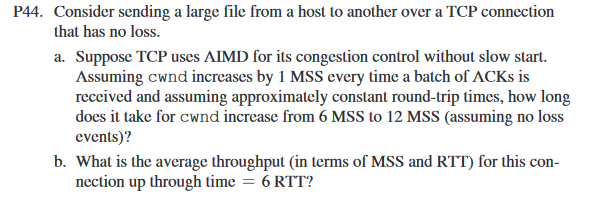 P44. Consider sending a large file from a host to another over a TCP connection
that has no loss.
a. Suppose TCP uses AIMD for its congestion control without slow start.
Assuming cwnd increases by 1 MSS every time a batch of ACKs is
received and assuming approximately constant round-trip times, how long
does it take for cwnd increase from 6 MSS to 12 MSS (assuming no loss
events)?
b. What is the average throughput (in terms of MSS and RTT) for this con-
nection up through time = 6 RTT?